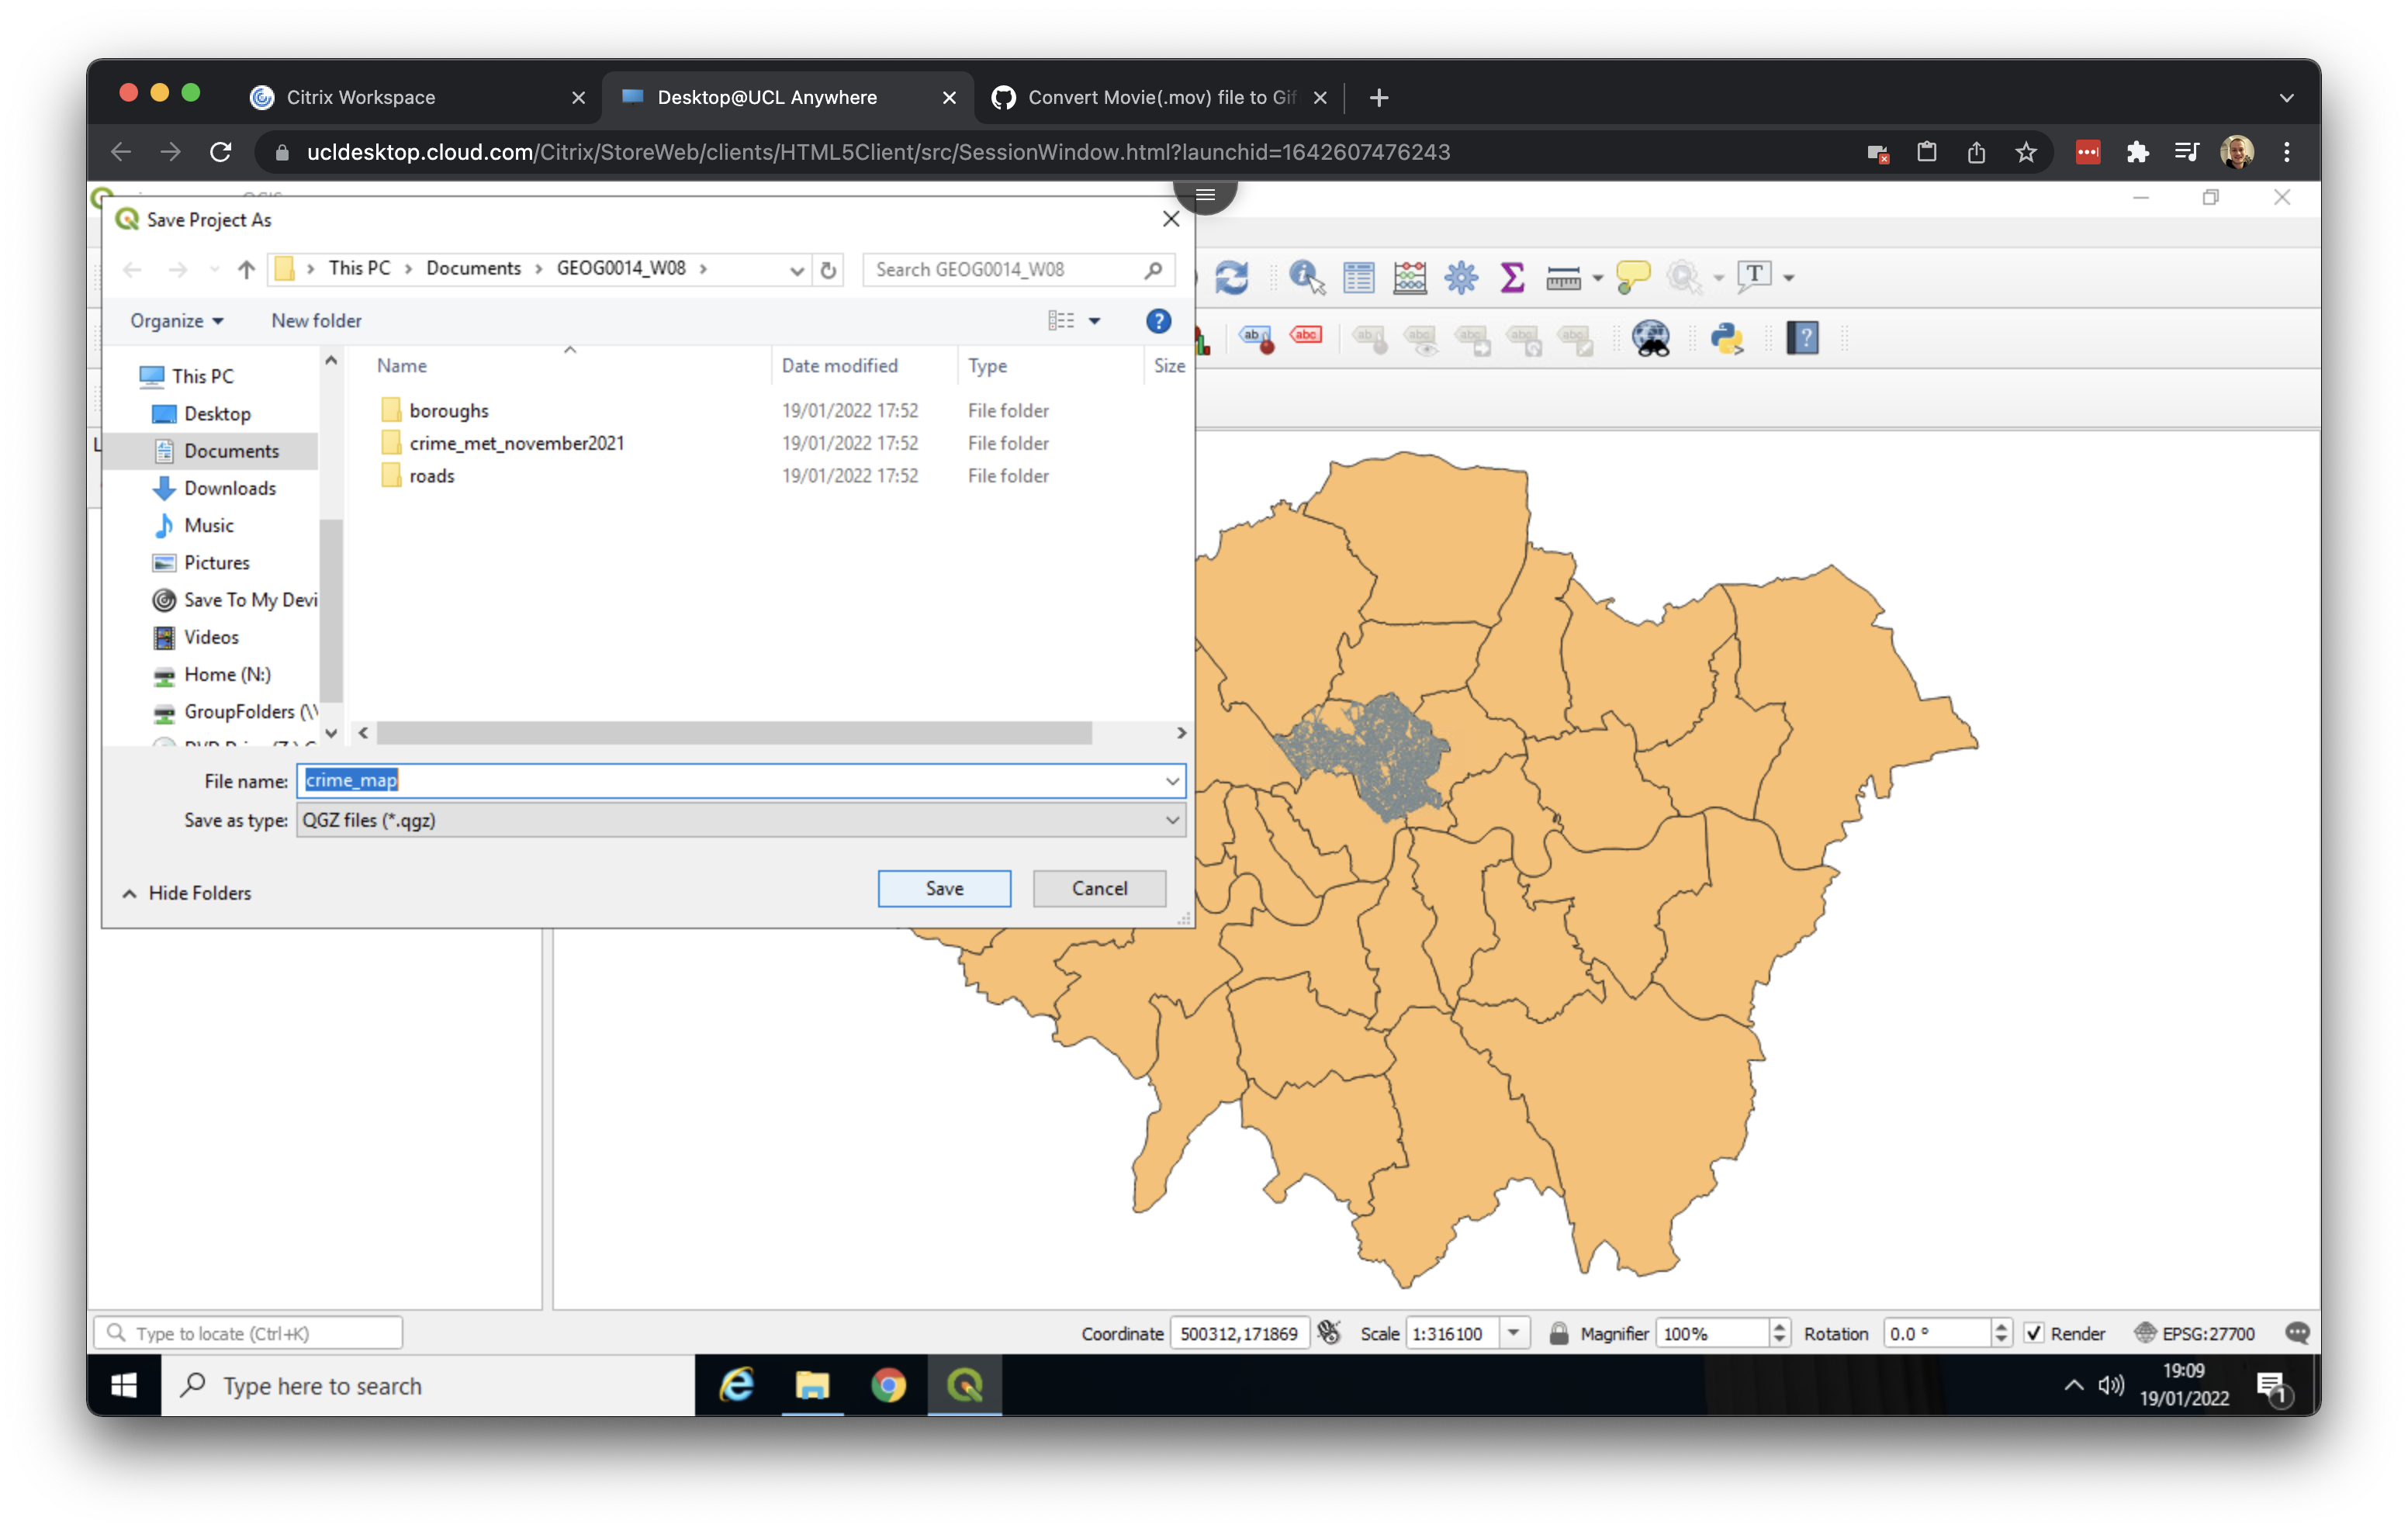 Citrix Workspace
Desktop@UCL Anywhere
Convert Movie(.mov) file to Gif
ucldesktop.cloud.com/Citrix/StoreWeb/clients/HTML5Client/src/SessionWindow.html?launchid=1642607476243
Save Project As
This PC > Documents > GEOG0014_W08 >
Search GEOG0014_W08
Organize
New folder
Name
Date modified
Type
Size
This PC
Desktop
Documents
Downloads
Music
Pictures
Save To My Devi
Videos
Home (N:)
GroupFolders (\\
boroughs 19/01/2022 17:52 File folder
crime_met_november2021 19/01/2022 17:52 File folder
roads 19/01/2022 17:52 File folder
File name: crime_map
Save as type: QGZ files (*.qgz)
Hide Folders
Save
Cancel
Type to locate (Ctrl+K)
Coordinate 500312,171869
Scale 1:316100
Magnifier 100%
Rotation 0.0 °
Render
EPSG:27700
Type here to search
19:09
19/01/2022
1